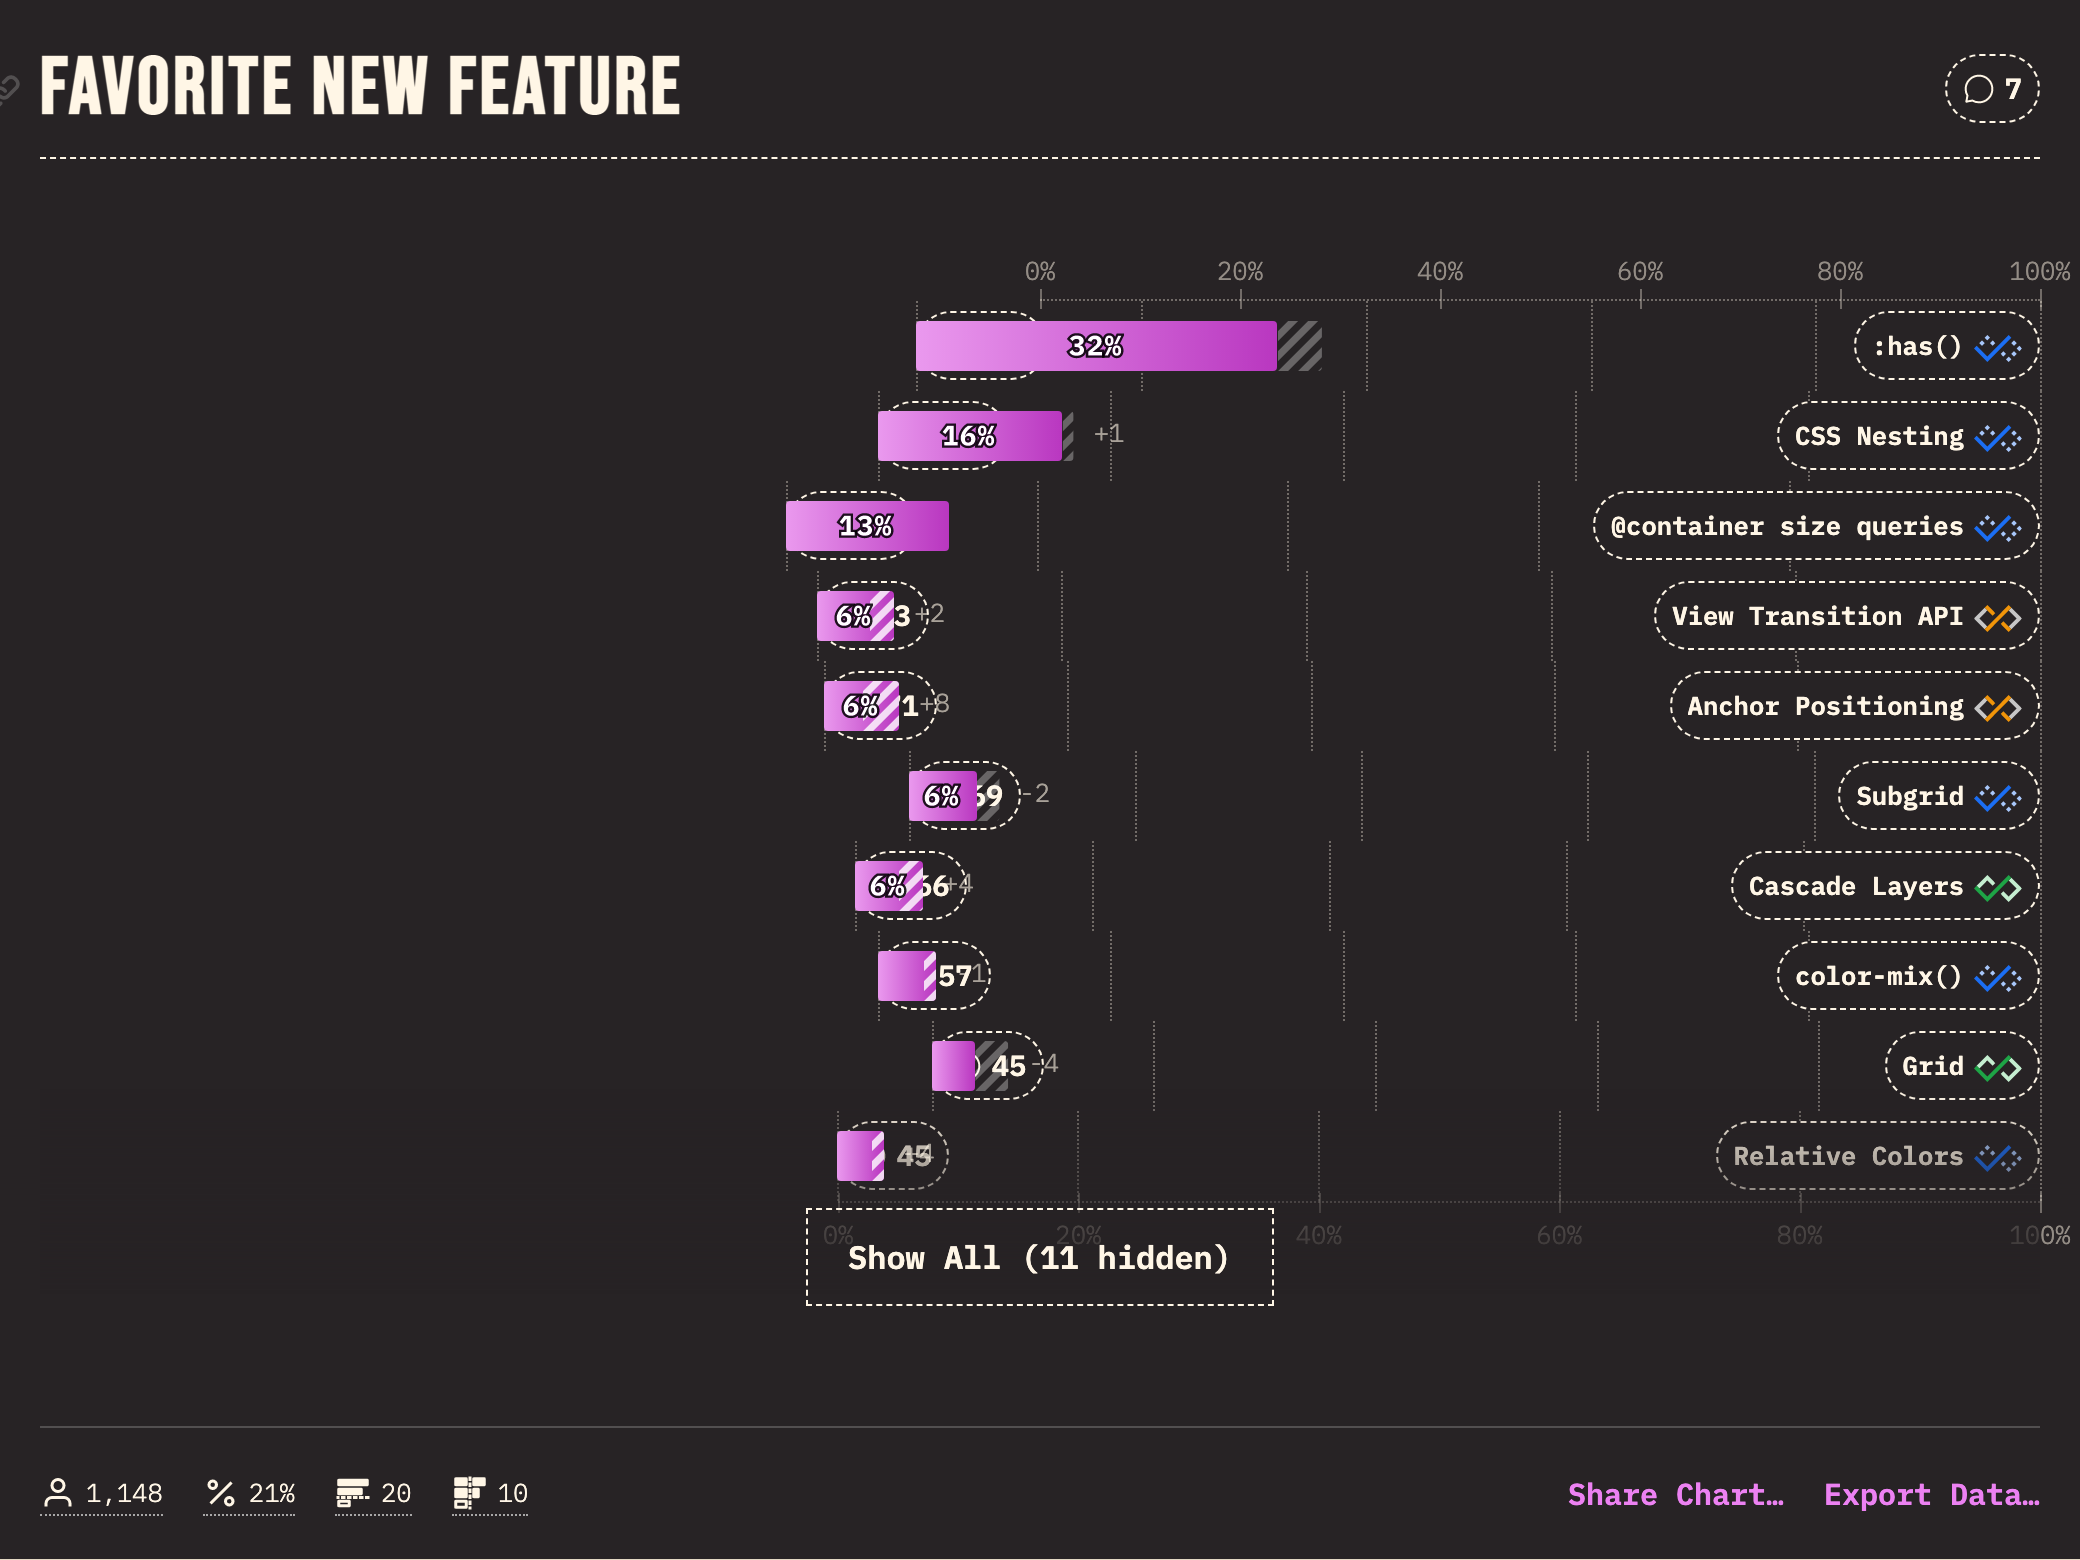 FAVORITE NEW FEATURE
7
0% 20% 40% 60% 80% 100%
32% :has()
16% +1 CSS Nesting
13% @container size queries
6% 3 +2 View Transition API
6% 1 +8 Anchor Positioning
6% 69 -2 Subgrid
6% 66 +4 Cascade Layers
57 color-mix()
45 -4 Grid
45 Relative Colors
0% 20% 40% 60% 80% 100%
Show All (11 hidden)
1,148 21% 20 10
Share Chart… Export Data…